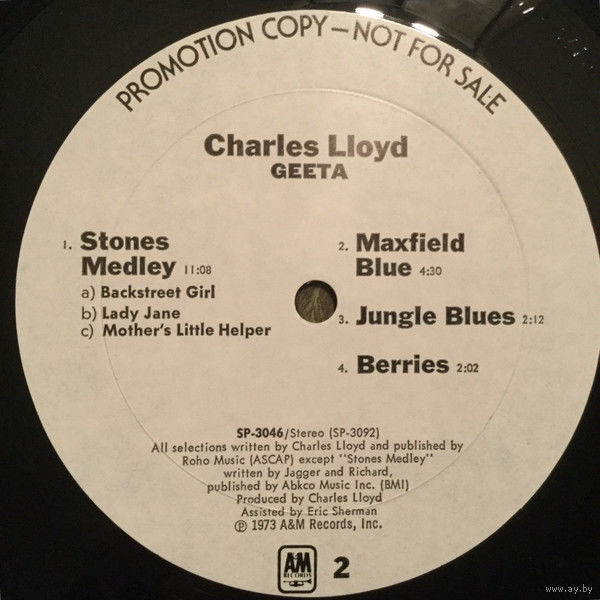 PROMOTION COPY—NOT FOR SALE
Charles Lloyd
GEETA
1. Stones
Medley 11:08
a) Backstreet Girl
b) Lady Jane
c) Mother's Little Helper
2. Maxfield
Blue 4:30
3. Jungle Blues 2:12
4. Berries 2:02
SP-3046/Stereo (SP-3092)
All selections written by Charles Lloyd and published by
Roho Music (ASCAP) except "Stones Medley"
written by Jagger and Richard,
published by Abkco Music Inc. (BMI)
Produced by Charles Lloyd
Assisted by Eric Sherman
℗ 1973 A&M Records, Inc.
A&M
RECORDS
2
www.ay.by